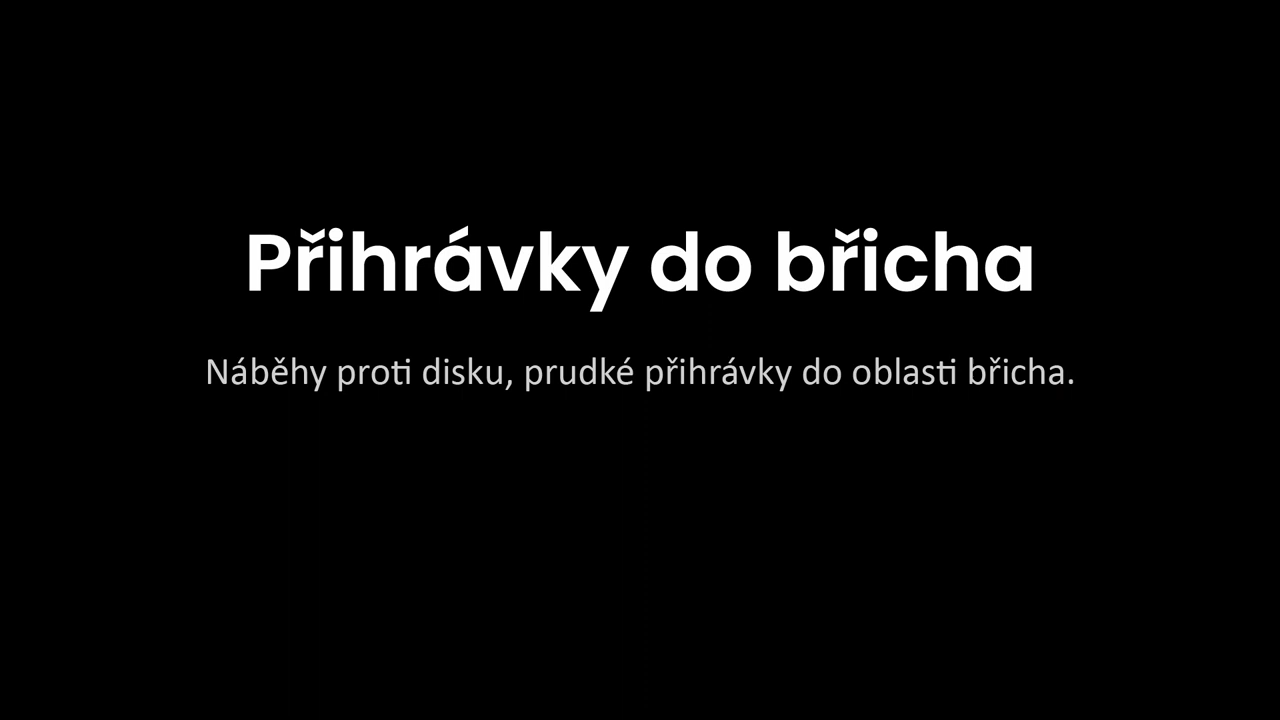 Přihrávky do břicha
Náběhy proti disku, prudké přihrávky do oblasti břicha.